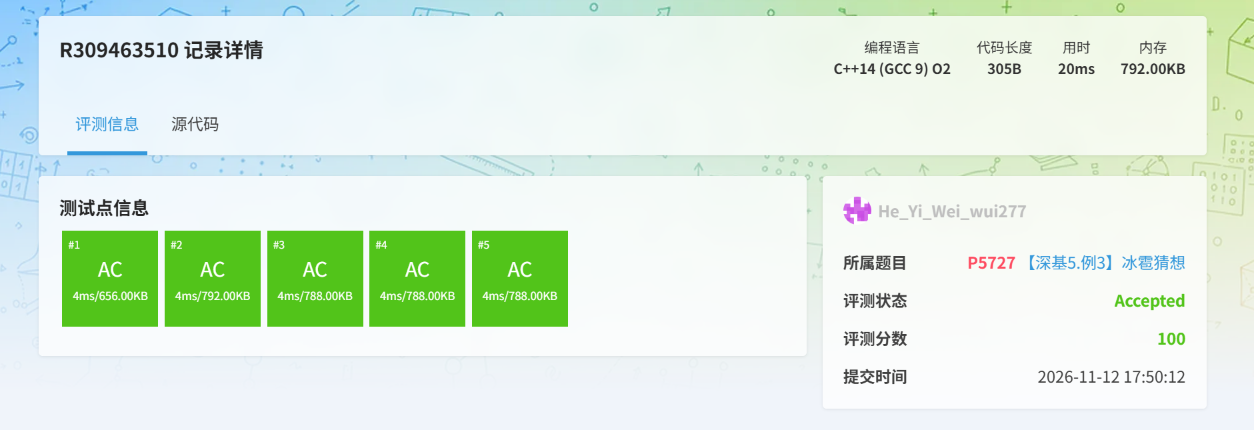 R309463510 记录详情
编程语言 代码长度 用时 内存
C++14 (GCC 9) O2 305B 20ms 792.00KB
评测信息 源代码
测试点信息
#1 #2 #3 #4 #5
AC AC AC AC AC
4ms/656.00KB 4ms/792.00KB 4ms/788.00KB 4ms/788.00KB 4ms/788.00KB
He_Yi_Wei_wui277
所属题目 P5727 【深基5.例3】冰雹猜想
评测状态 Accepted
评测分数 100
提交时间 2026-11-12 17:50:12